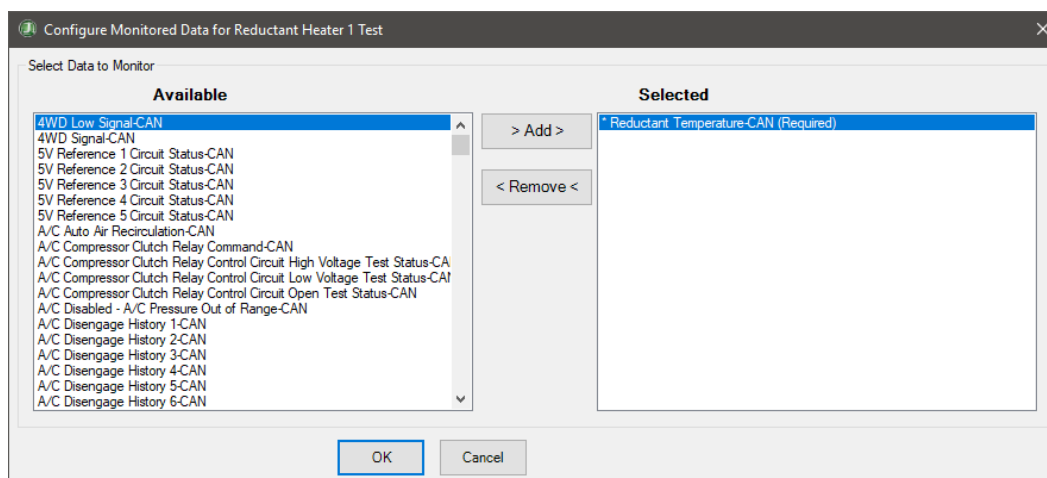 Configure Monitored Data for Reductant Heater 1 Test
Select Data to Monitor
Available
4WD Low Signal-CAN
4WD Signal-CAN
5V Reference 1 Circuit Status-CAN
5V Reference 2 Circuit Status-CAN
5V Reference 3 Circuit Status-CAN
5V Reference 4 Circuit Status-CAN
5V Reference 5 Circuit Status-CAN
A/C Auto Air Recirculation-CAN
A/C Compressor Clutch Relay Command-CAN
A/C Compressor Clutch Relay Control Circuit High Voltage Test Status-CA
A/C Compressor Clutch Relay Control Circuit Low Voltage Test Status-CAN
A/C Compressor Clutch Relay Control Circuit Open Test Status-CAN
A/C Disabled - A/C Pressure Out of Range-CAN
A/C Disengage History 1-CAN
A/C Disengage History 2-CAN
A/C Disengage History 3-CAN
A/C Disengage History 4-CAN
A/C Disengage History 5-CAN
A/C Disengage History 6-CAN
> Add >
< Remove <
Selected
* Reductant Temperature-CAN (Required)
OK
Cancel